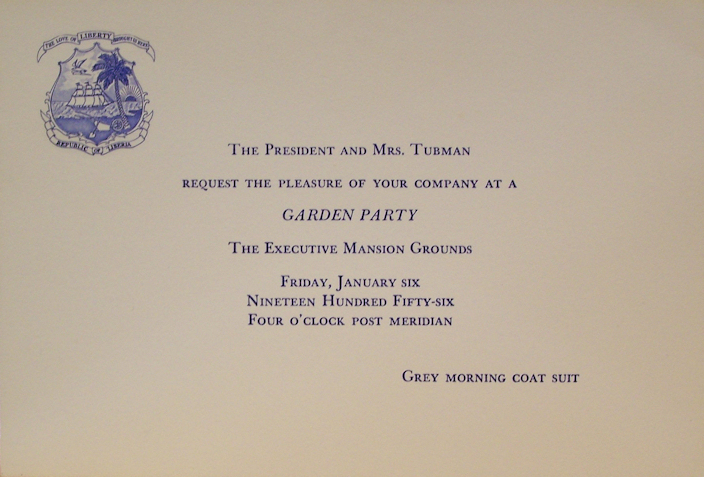 THE LOVE OF LIBERTY BROUGHT US HERE
REPUBLIC OF LIBERIA
THE PRESIDENT AND MRS. TUBMAN
REQUEST THE PLEASURE OF YOUR COMPANY AT A
GARDEN PARTY
THE EXECUTIVE MANSION GROUNDS
FRIDAY, JANUARY SIX
NINETEEN HUNDRED FIFTY-SIX
FOUR O'CLOCK POST MERIDIAN
GREY MORNING COAT SUIT